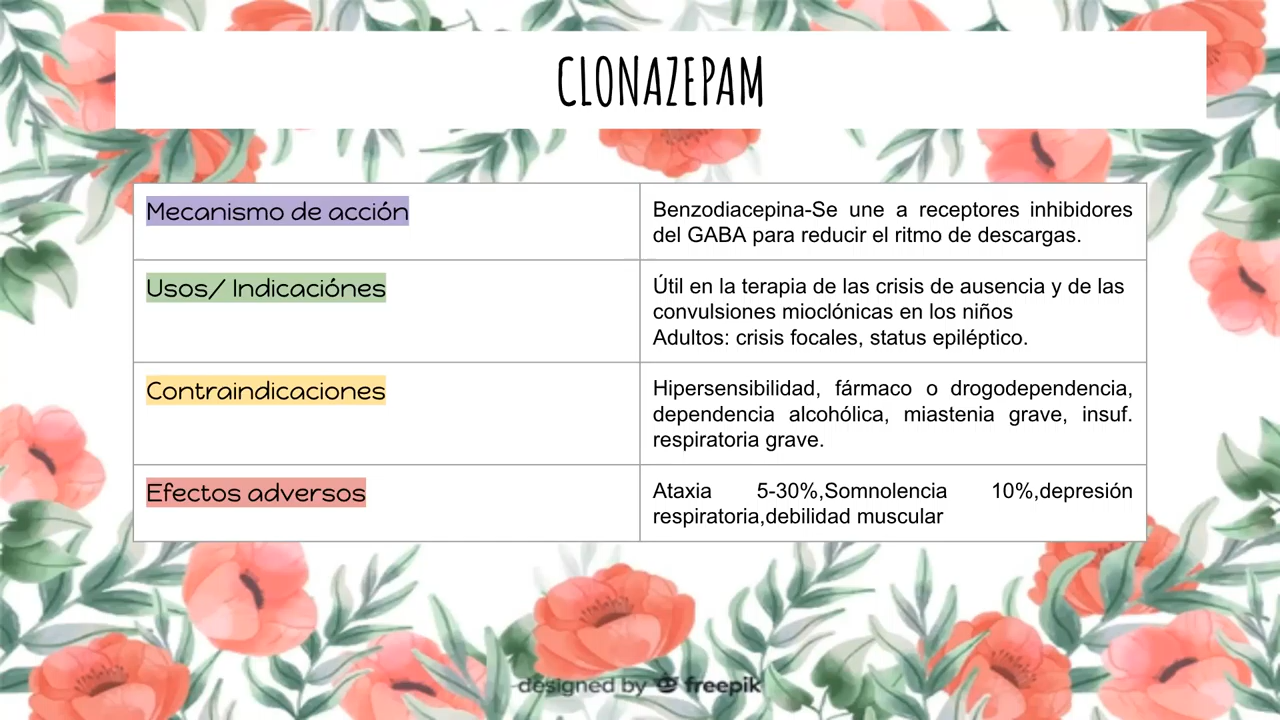 CLONAZEPAM
Mecanismo de acción
Benzodiacepina-Se une a receptores inhibidores
del GABA para reducir el ritmo de descargas.
Usos/ Indicaciónes
Útil en la terapia de las crisis de ausencia y de las
convulsiones mioclónicas en los niños
Adultos: crisis focales, status epiléptico.
Contraindicaciones
Hipersensibilidad, fármaco o drogodependencia,
dependencia alcohólica, miastenia grave, insuf.
respiratoria grave.
Efectos adversos
Ataxia 5-30%,Somnolencia 10%,depresión
respiratoria,debilidad muscular
designed by freepik